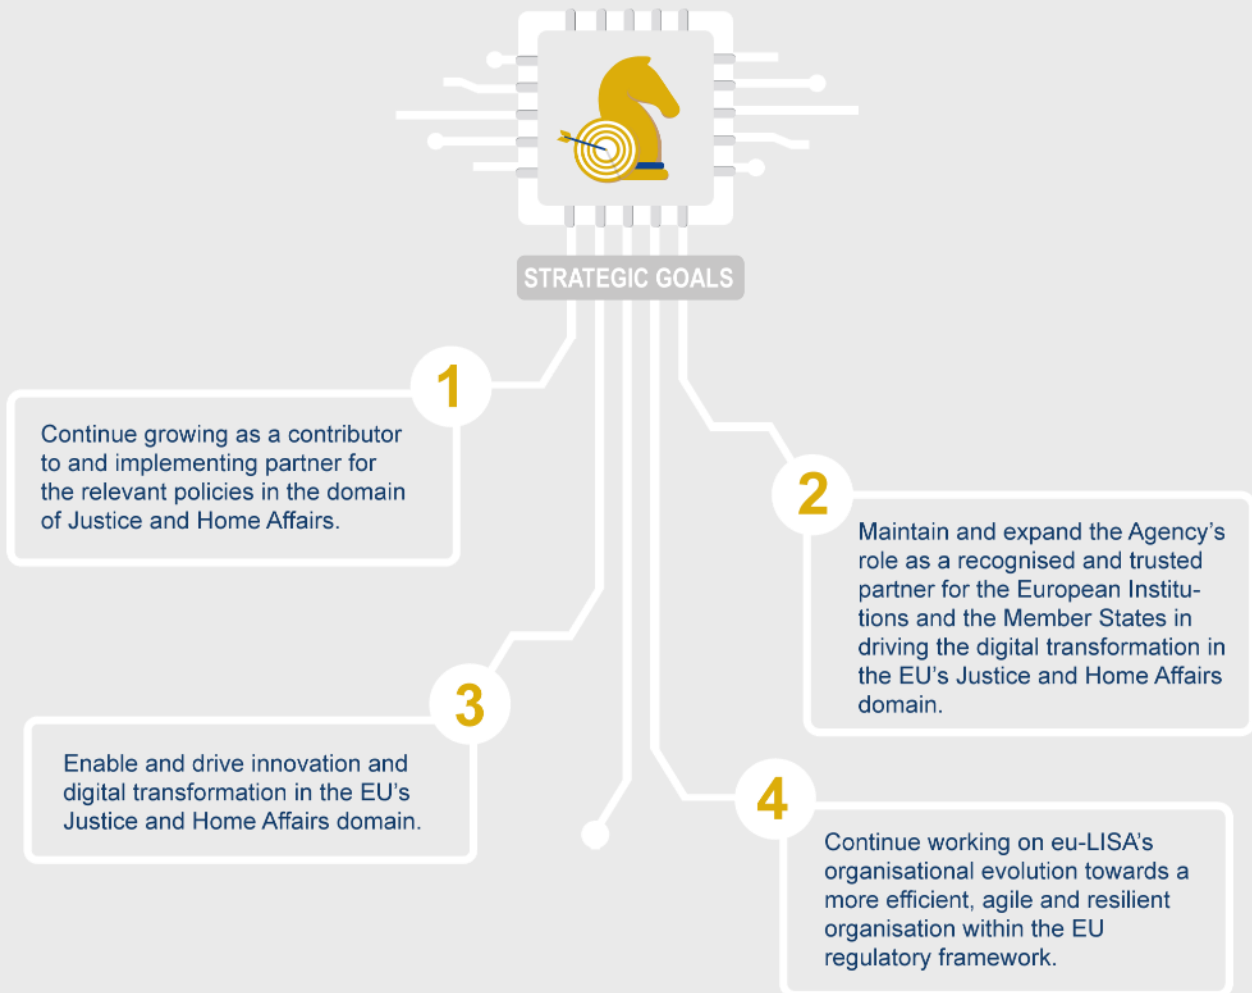 STRATEGIC GOALS
1
Continue growing as a contributor
to and implementing partner for
the relevant policies in the domain
of Justice and Home Affairs.
2
Maintain and expand the Agency's
role as a recognised and trusted
partner for the European Institu-
tions and the Member States in
driving the digital transformation in
the EU's Justice and Home Affairs
domain.
3
Enable and drive innovation and
digital transformation in the EU's
Justice and Home Affairs domain.
4
Continue working on eu-LISA's
organisational evolution towards a
more efficient, agile and resilient
organisation within the EU
regulatory framework.